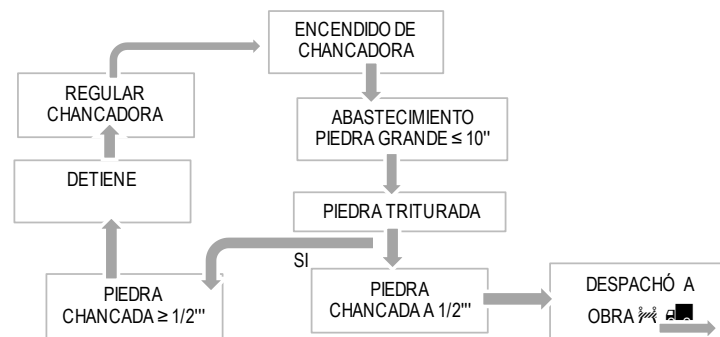 ENCENDIDO DE
CHANCADORA
REGULAR
CHANCADORA
ABASTECIMIENTO
PIEDRA GRANDE ≤ 10"
DETIENE
PIEDRA TRITURADA
SI
PIEDRA
CHANCADA ≥ 1/2'''
PIEDRA
CHANCADA A 1/2'''
DESPACHÓ A
OBRA